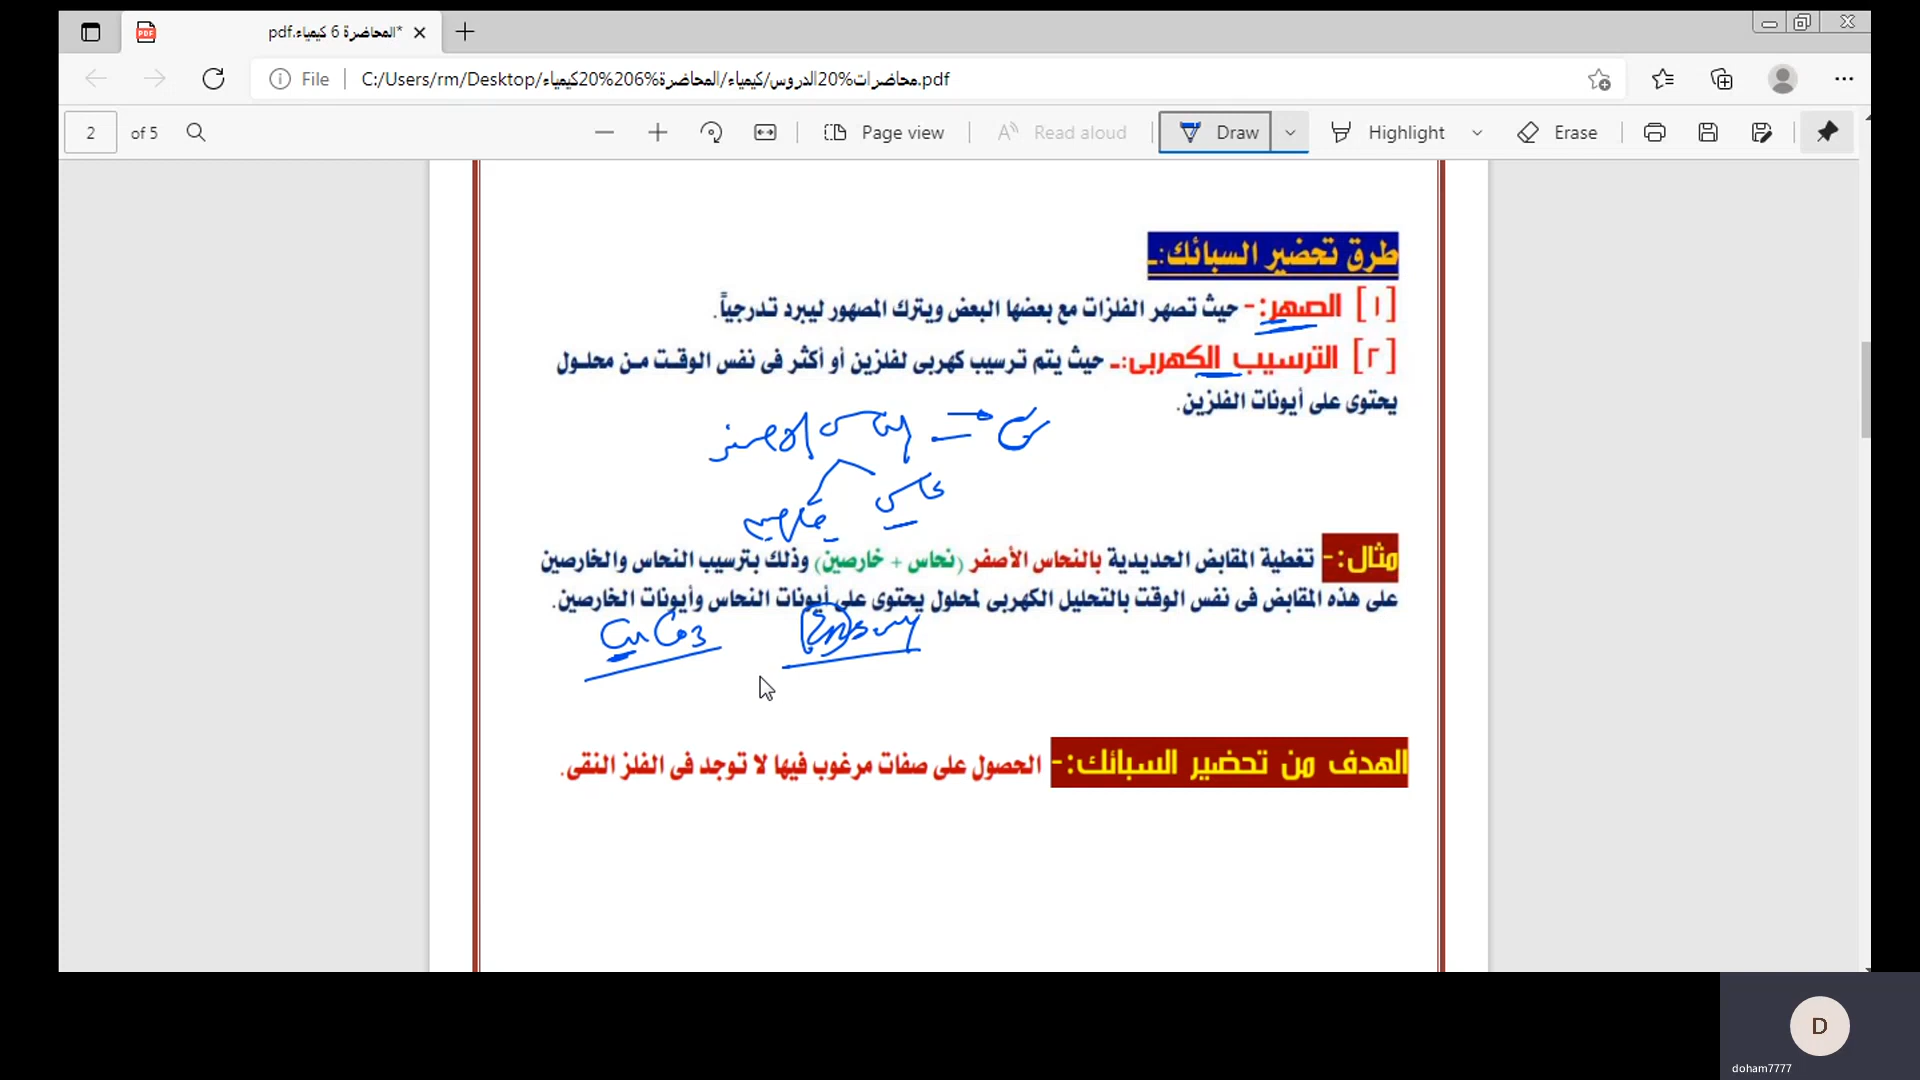 المحاضرة 6 كيمياء.pdf*
File
C:/Users/rm/Desktop/محاضرات%20الدروس/كيمياء/المحاضرة%206%20كيمياء.pdf
2 of 5
Page view
Read aloud
Draw
Highlight
Erase
طرق تحضير السبائك:ـ
[١] الصهر:- حيث تصهر الفلزات مع بعضها البعض ويترك المصهور ليبرد تدرجياً.
[٢] الترسيب الكهربى:ـ حيث يتم ترسيب كهربى لفلزين أو أكثر فى نفس الوقت من محلول
يحتوى على أيونات الفلزين.
مثال:- تغطية المقابض الحديدية بالنحاس الأصفر (نحاس + خارصين) وذلك بترسيب النحاس والخارصين
على هذه المقابض فى نفس الوقت بالتحليل الكهربى لمحلول يحتوى على أيونات النحاس وأيونات الخارصين.
CuCo3
الهدف من تحضير السبائك:- الحصول على صفات مرغوب فيها لا توجد فى الفلز النقى.
D
doham7777